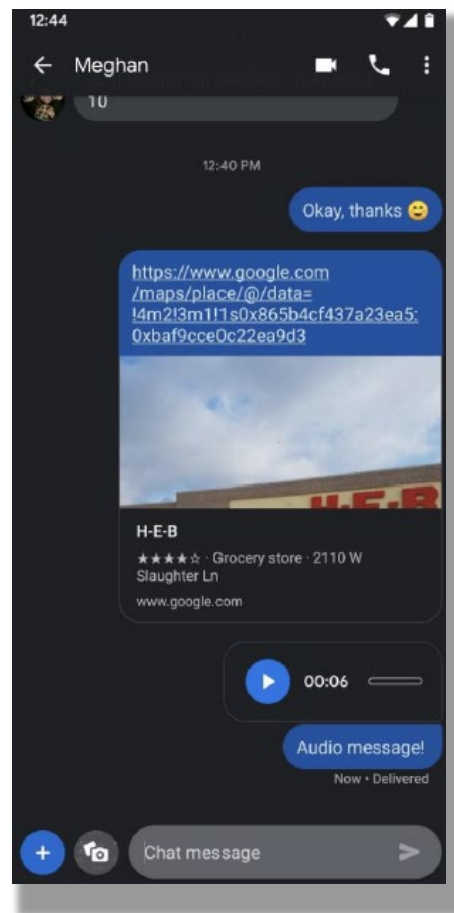 12:44
Meghan
10
12:40 PM
Okay, thanks 😊
https://www.google.com
/maps/place/@/data=
!4m2!3m1!1s0x865b4cf437a23ea5:
0xbaf9cce0c22ea9d3
H-E-B
H-E-B
★★★★☆ · Grocery store · 2110 W
Slaughter Ln
www.google.com
00:06
Audio message!
Now • Delivered
Chat message